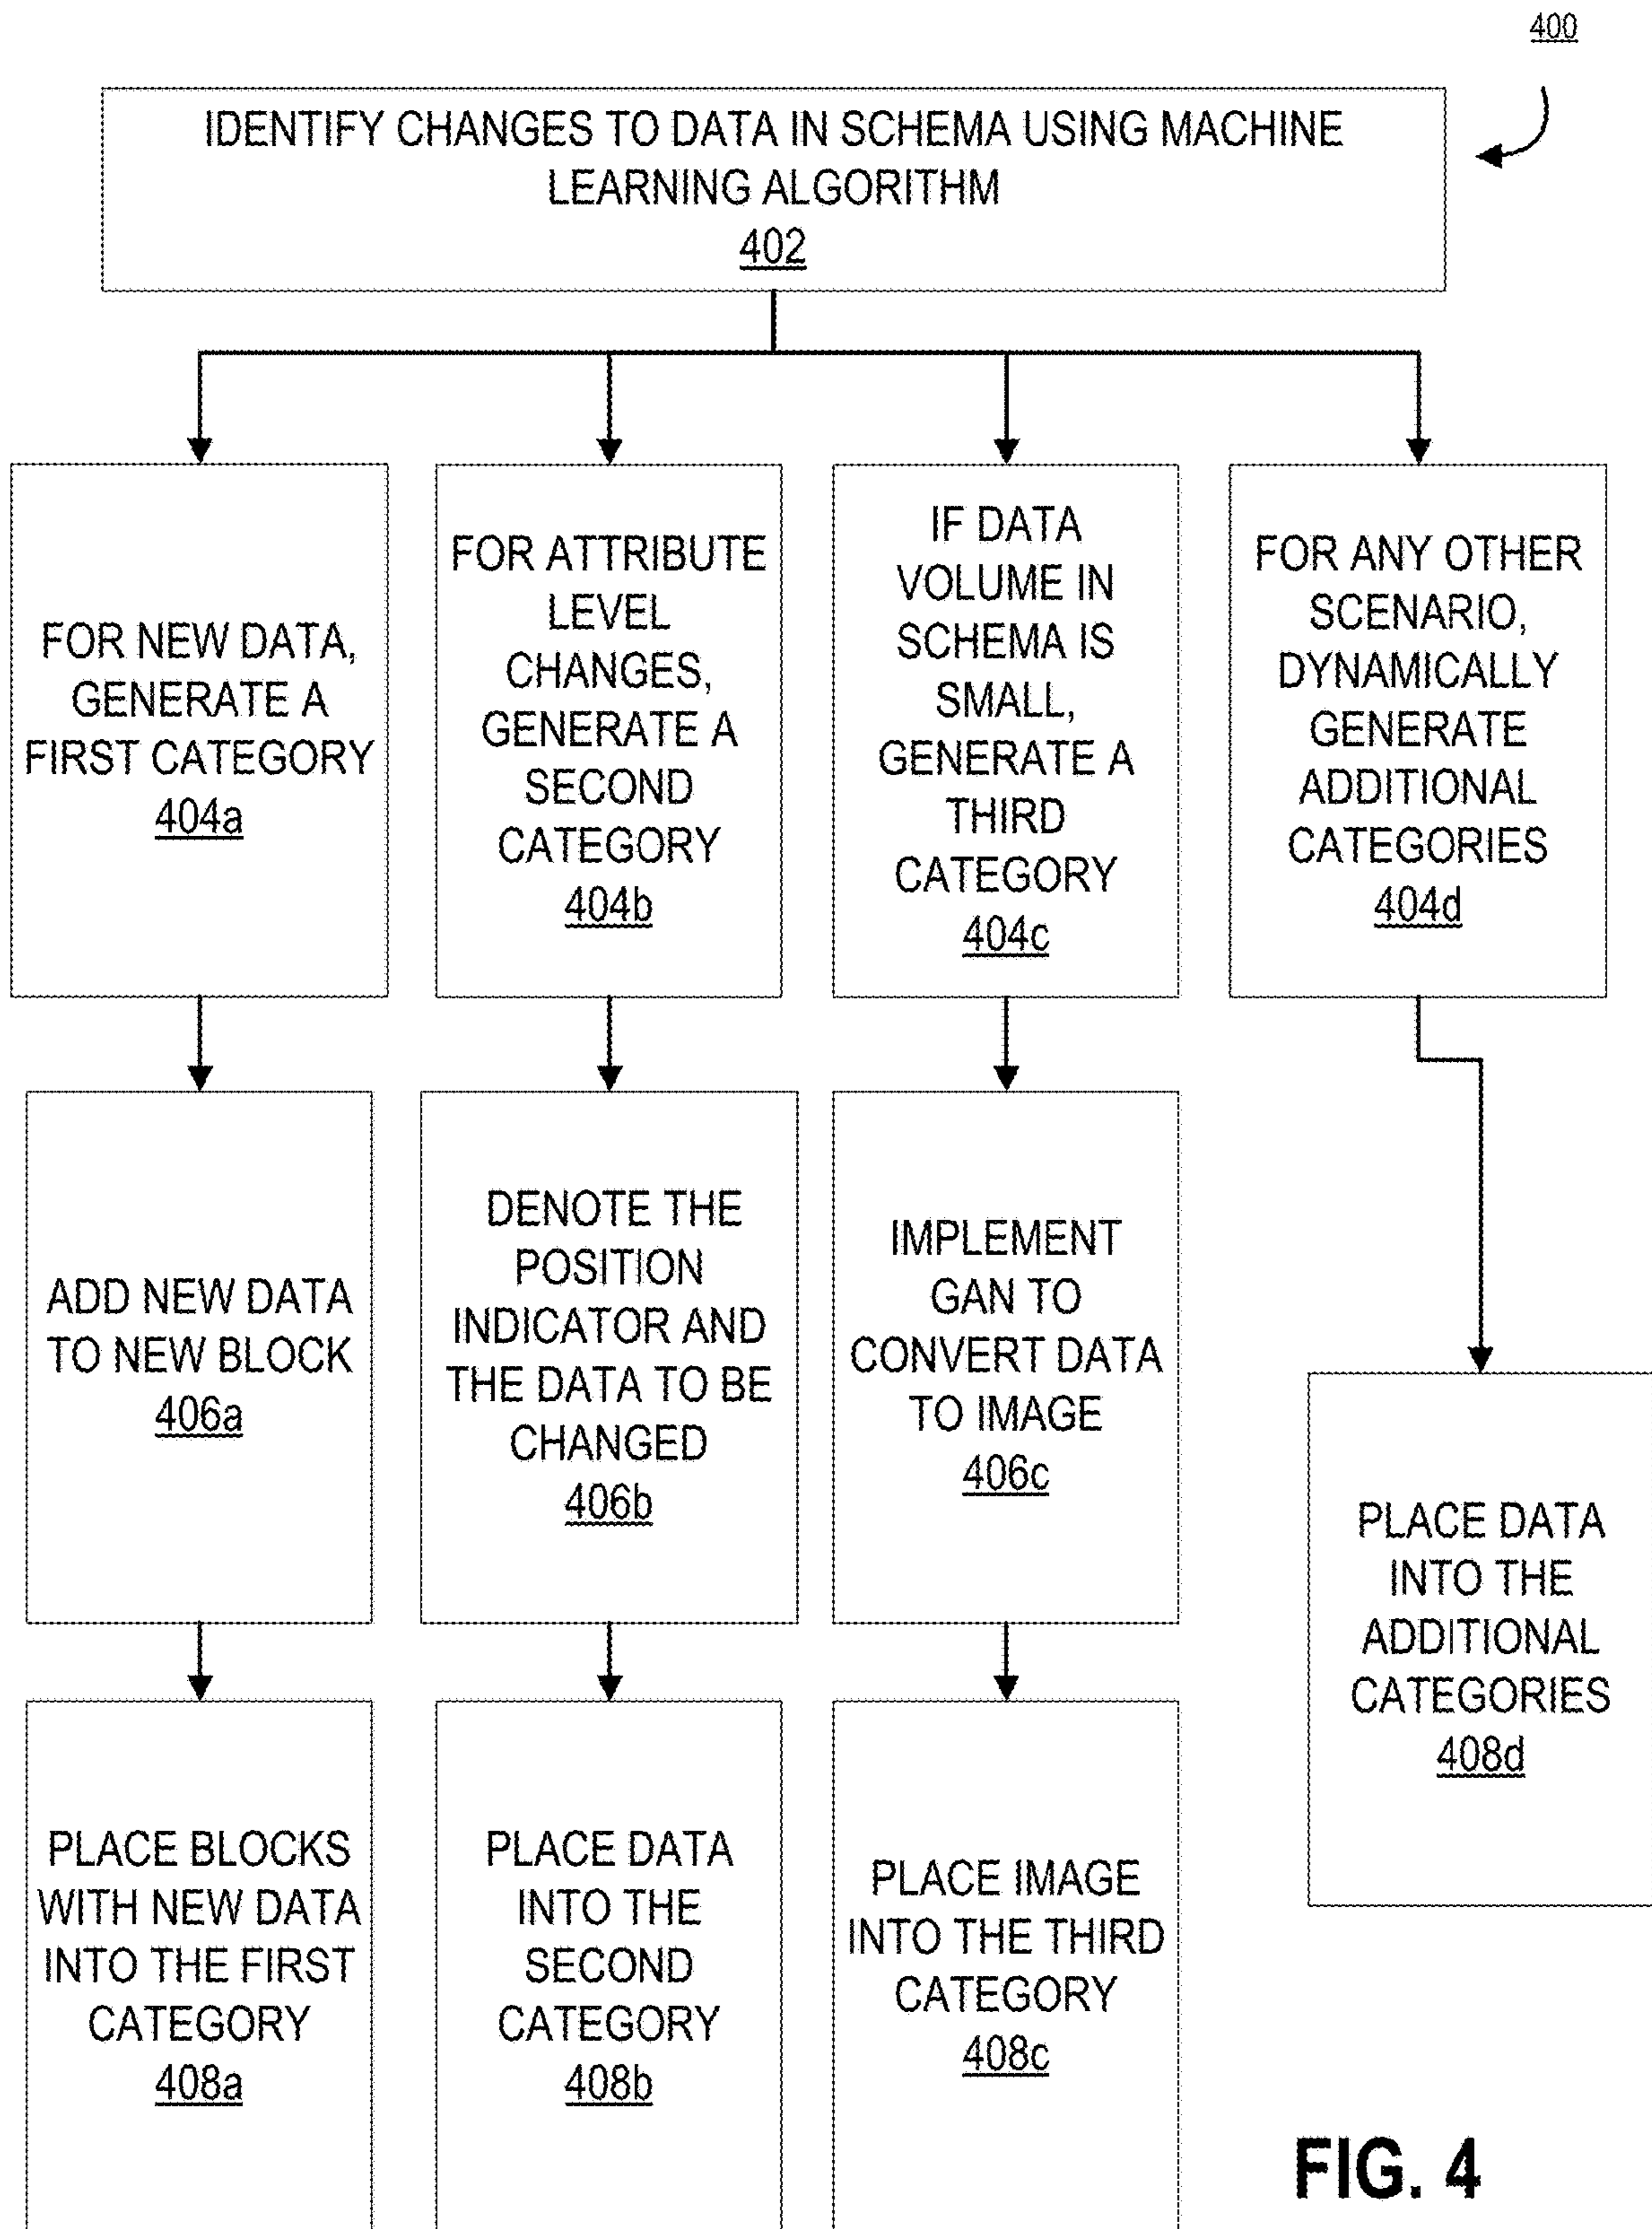 400
IDENTIFY CHANGES TO DATA IN SCHEMA USING MACHINE
LEARNING ALGORITHM
402
FOR NEW DATA,
GENERATE A
FIRST CATEGORY
404a
FOR ATTRIBUTE
LEVEL
CHANGES,
GENERATE A
SECOND
CATEGORY
404b
IF DATA
VOLUME IN
SCHEMA IS
SMALL,
GENERATE A
THIRD
CATEGORY
404c
FOR ANY OTHER
SCENARIO,
DYNAMICALLY
GENERATE
ADDITIONAL
CATEGORIES
404d
ADD NEW DATA
TO NEW BLOCK
406a
DENOTE THE
POSITION
INDICATOR AND
THE DATA TO BE
CHANGED
406b
IMPLEMENT
GAN TO
CONVERT DATA
TO IMAGE
406c
PLACE DATA
INTO THE
ADDITIONAL
CATEGORIES
408d
PLACE BLOCKS
WITH NEW DATA
INTO THE FIRST
CATEGORY
408a
PLACE DATA
INTO THE
SECOND
CATEGORY
408b
PLACE IMAGE
INTO THE THIRD
CATEGORY
408c
FIG. 4